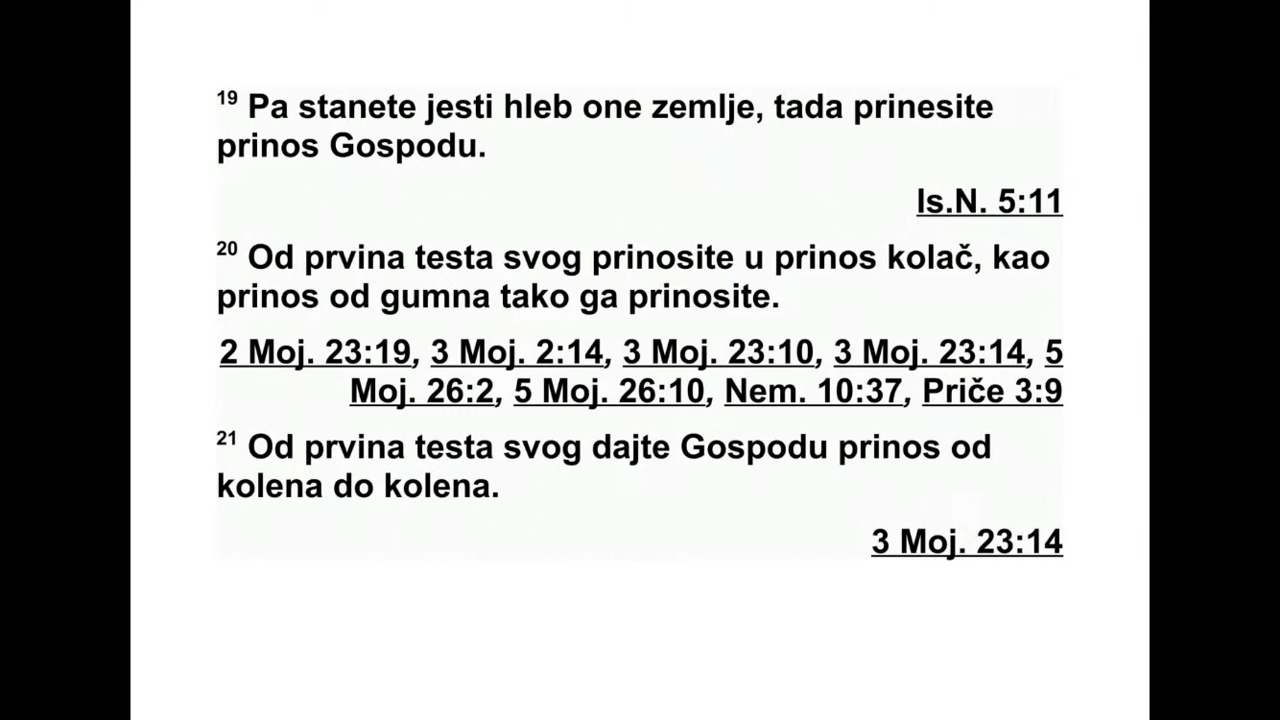 19 Pa stanete jesti hleb one zemlje, tada prinesite
prinos Gospodu.
Is.N. 5:11
20 Od prvina testa svog prinosite u prinos kolač, kao
prinos od gumna tako ga prinosite.
2 Moj. 23:19, 3 Moj. 2:14, 3 Moj. 23:10, 3 Moj. 23:14, 5
Moj. 26:2, 5 Moj. 26:10, Nem. 10:37, Priče 3:9
21 Od prvina testa svog dajte Gospodu prinos od
kolena do kolena.
3 Moj. 23:14